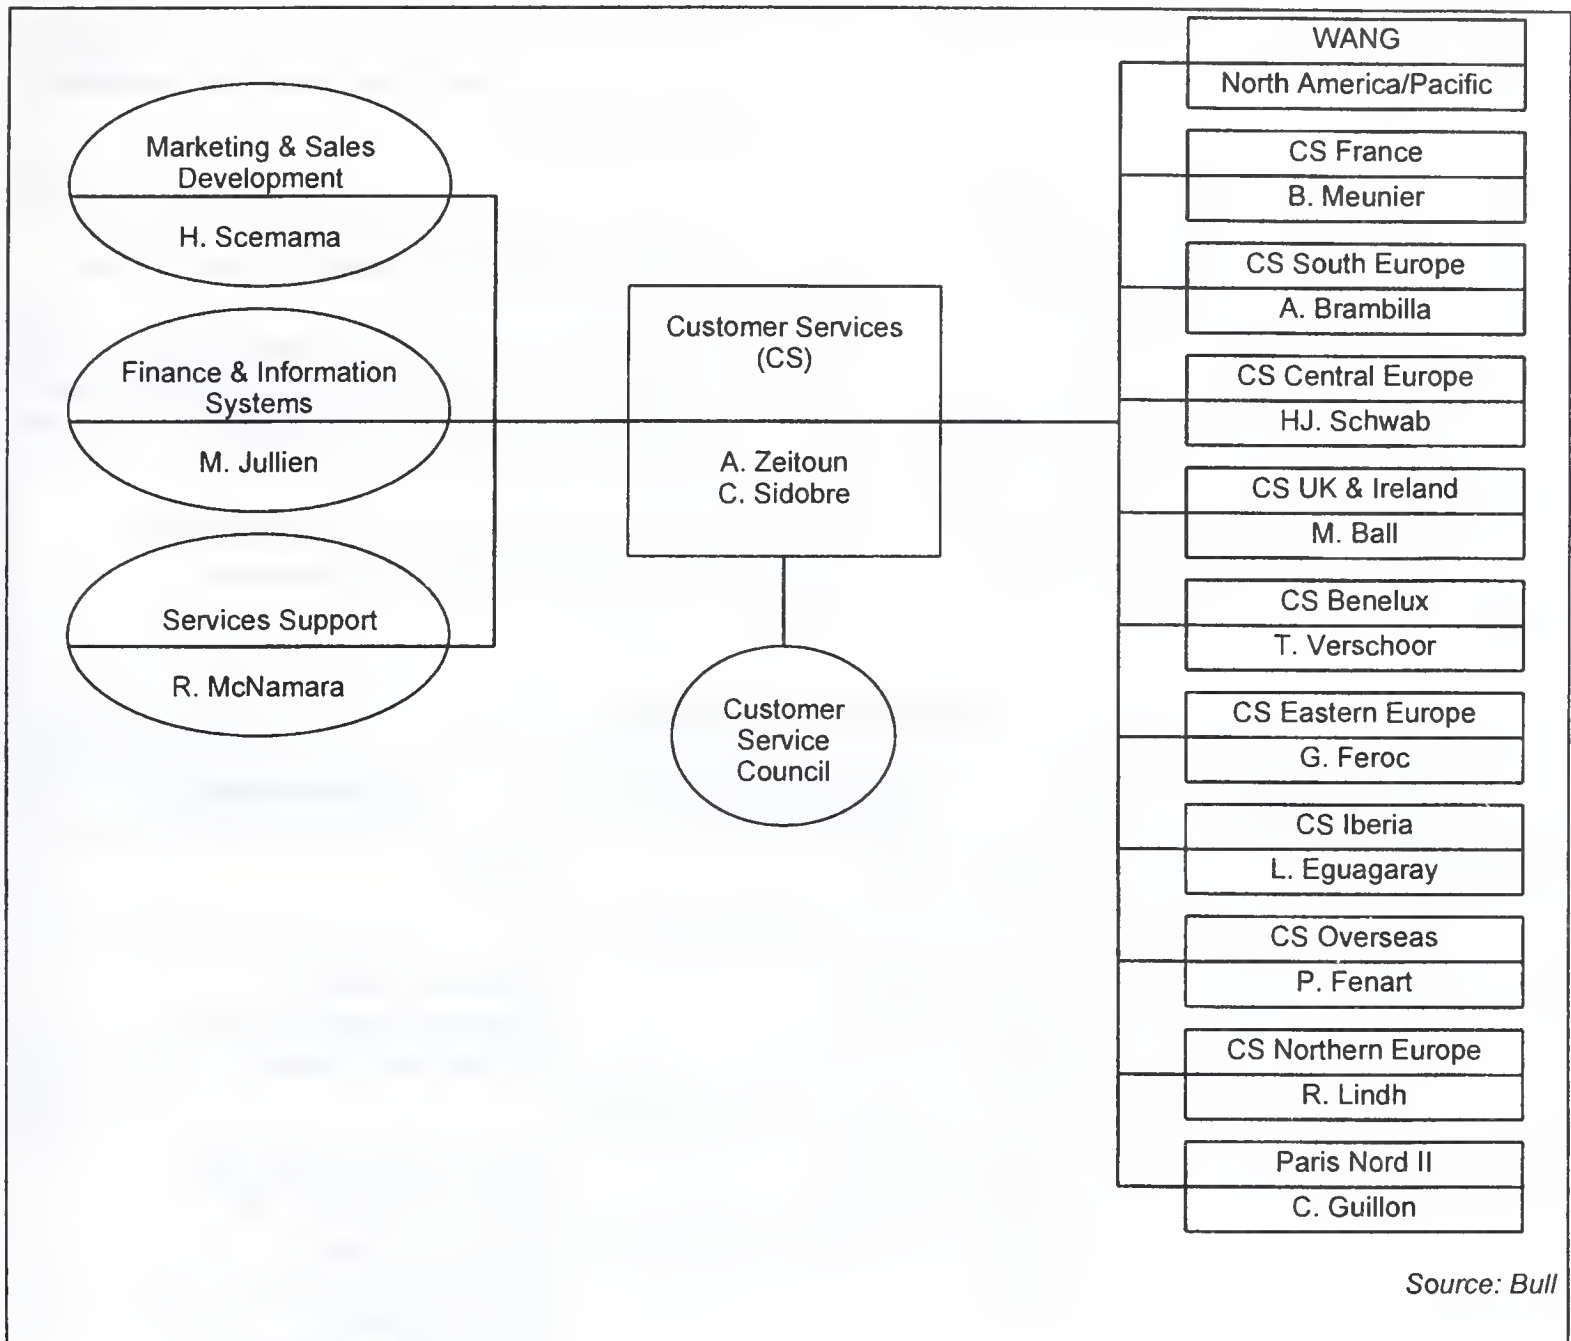 Marketing & Sales
Development
H. Scemama
Finance & Information
Systems
M. Jullien
Services Support
R. McNamara
Customer Services
(CS)
A. Zeitoun
C. Sidobre
Customer
Service
Council
WANG
North America/Pacific
CS France
B. Meunier
CS South Europe
A. Brambilla
CS Central Europe
HJ. Schwab
CS UK & Ireland
M. Ball
CS Benelux
T. Verschoor
CS Eastern Europe
G. Feroc
CS Iberia
L. Eguagaray
CS Overseas
P. Fenart
CS Northern Europe
R. Lindh
Paris Nord II
C. Guillon
Source: Bull